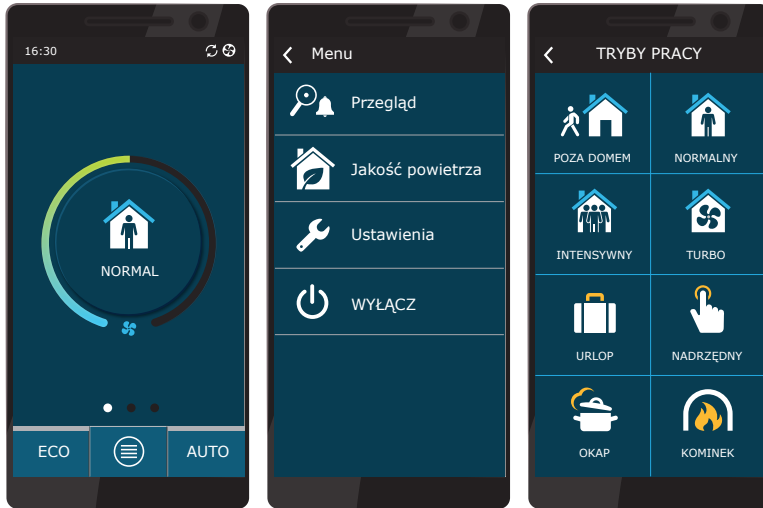 16:30
NORMAL
ECO
AUTO
Menu
Przegląd
Jakość powietrza
Ustawienia
WYŁĄCZ
TRYBY PRACY
POZA DOMEM
NORMALNY
INTENSYWNY
TURBO
URLOP
NADRZĘDNY
OKAP
KOMINEK